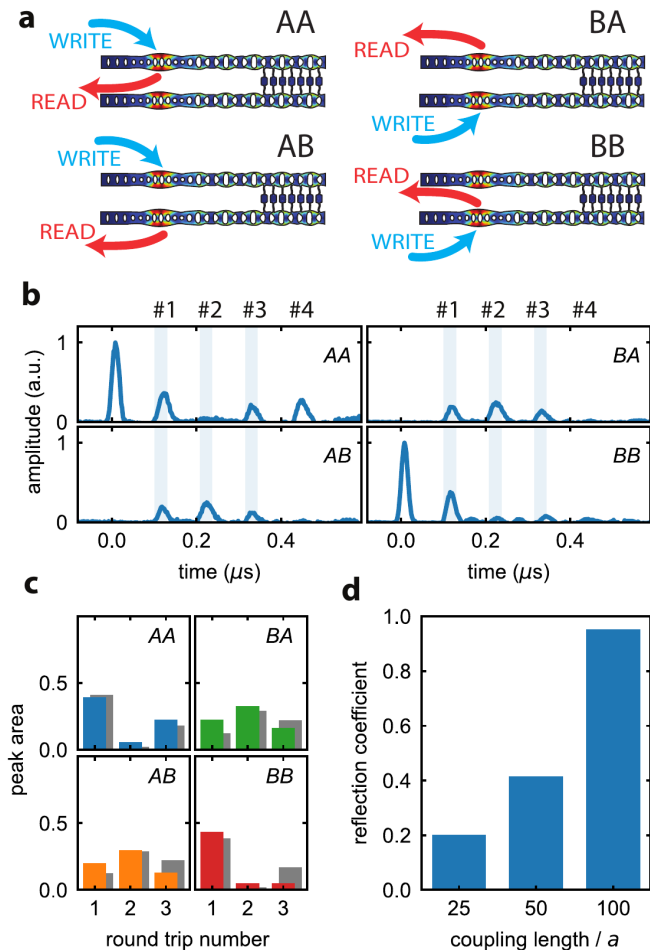 a
AA
WRITE
READ
BA
READ
WRITE
AB
WRITE
READ
BB
READ
WRITE
b
#1 #2 #3 #4 #1 #2 #3 #4
1 AA 1 BA
0 0
1 AB 1 BB
0 0
amplitude (a.u.)
0.0 0.2 0.4 0.0 0.2 0.4
time (µs) time (µs)
c
AA BA
0.5
0.0
AB BB
0.5
0.0
peak area
1 2 3 1 2 3
round trip number
d
1.0
0.8
0.6
0.4
0.2
0.0
reflection coefficient
25 50 100
coupling length / a